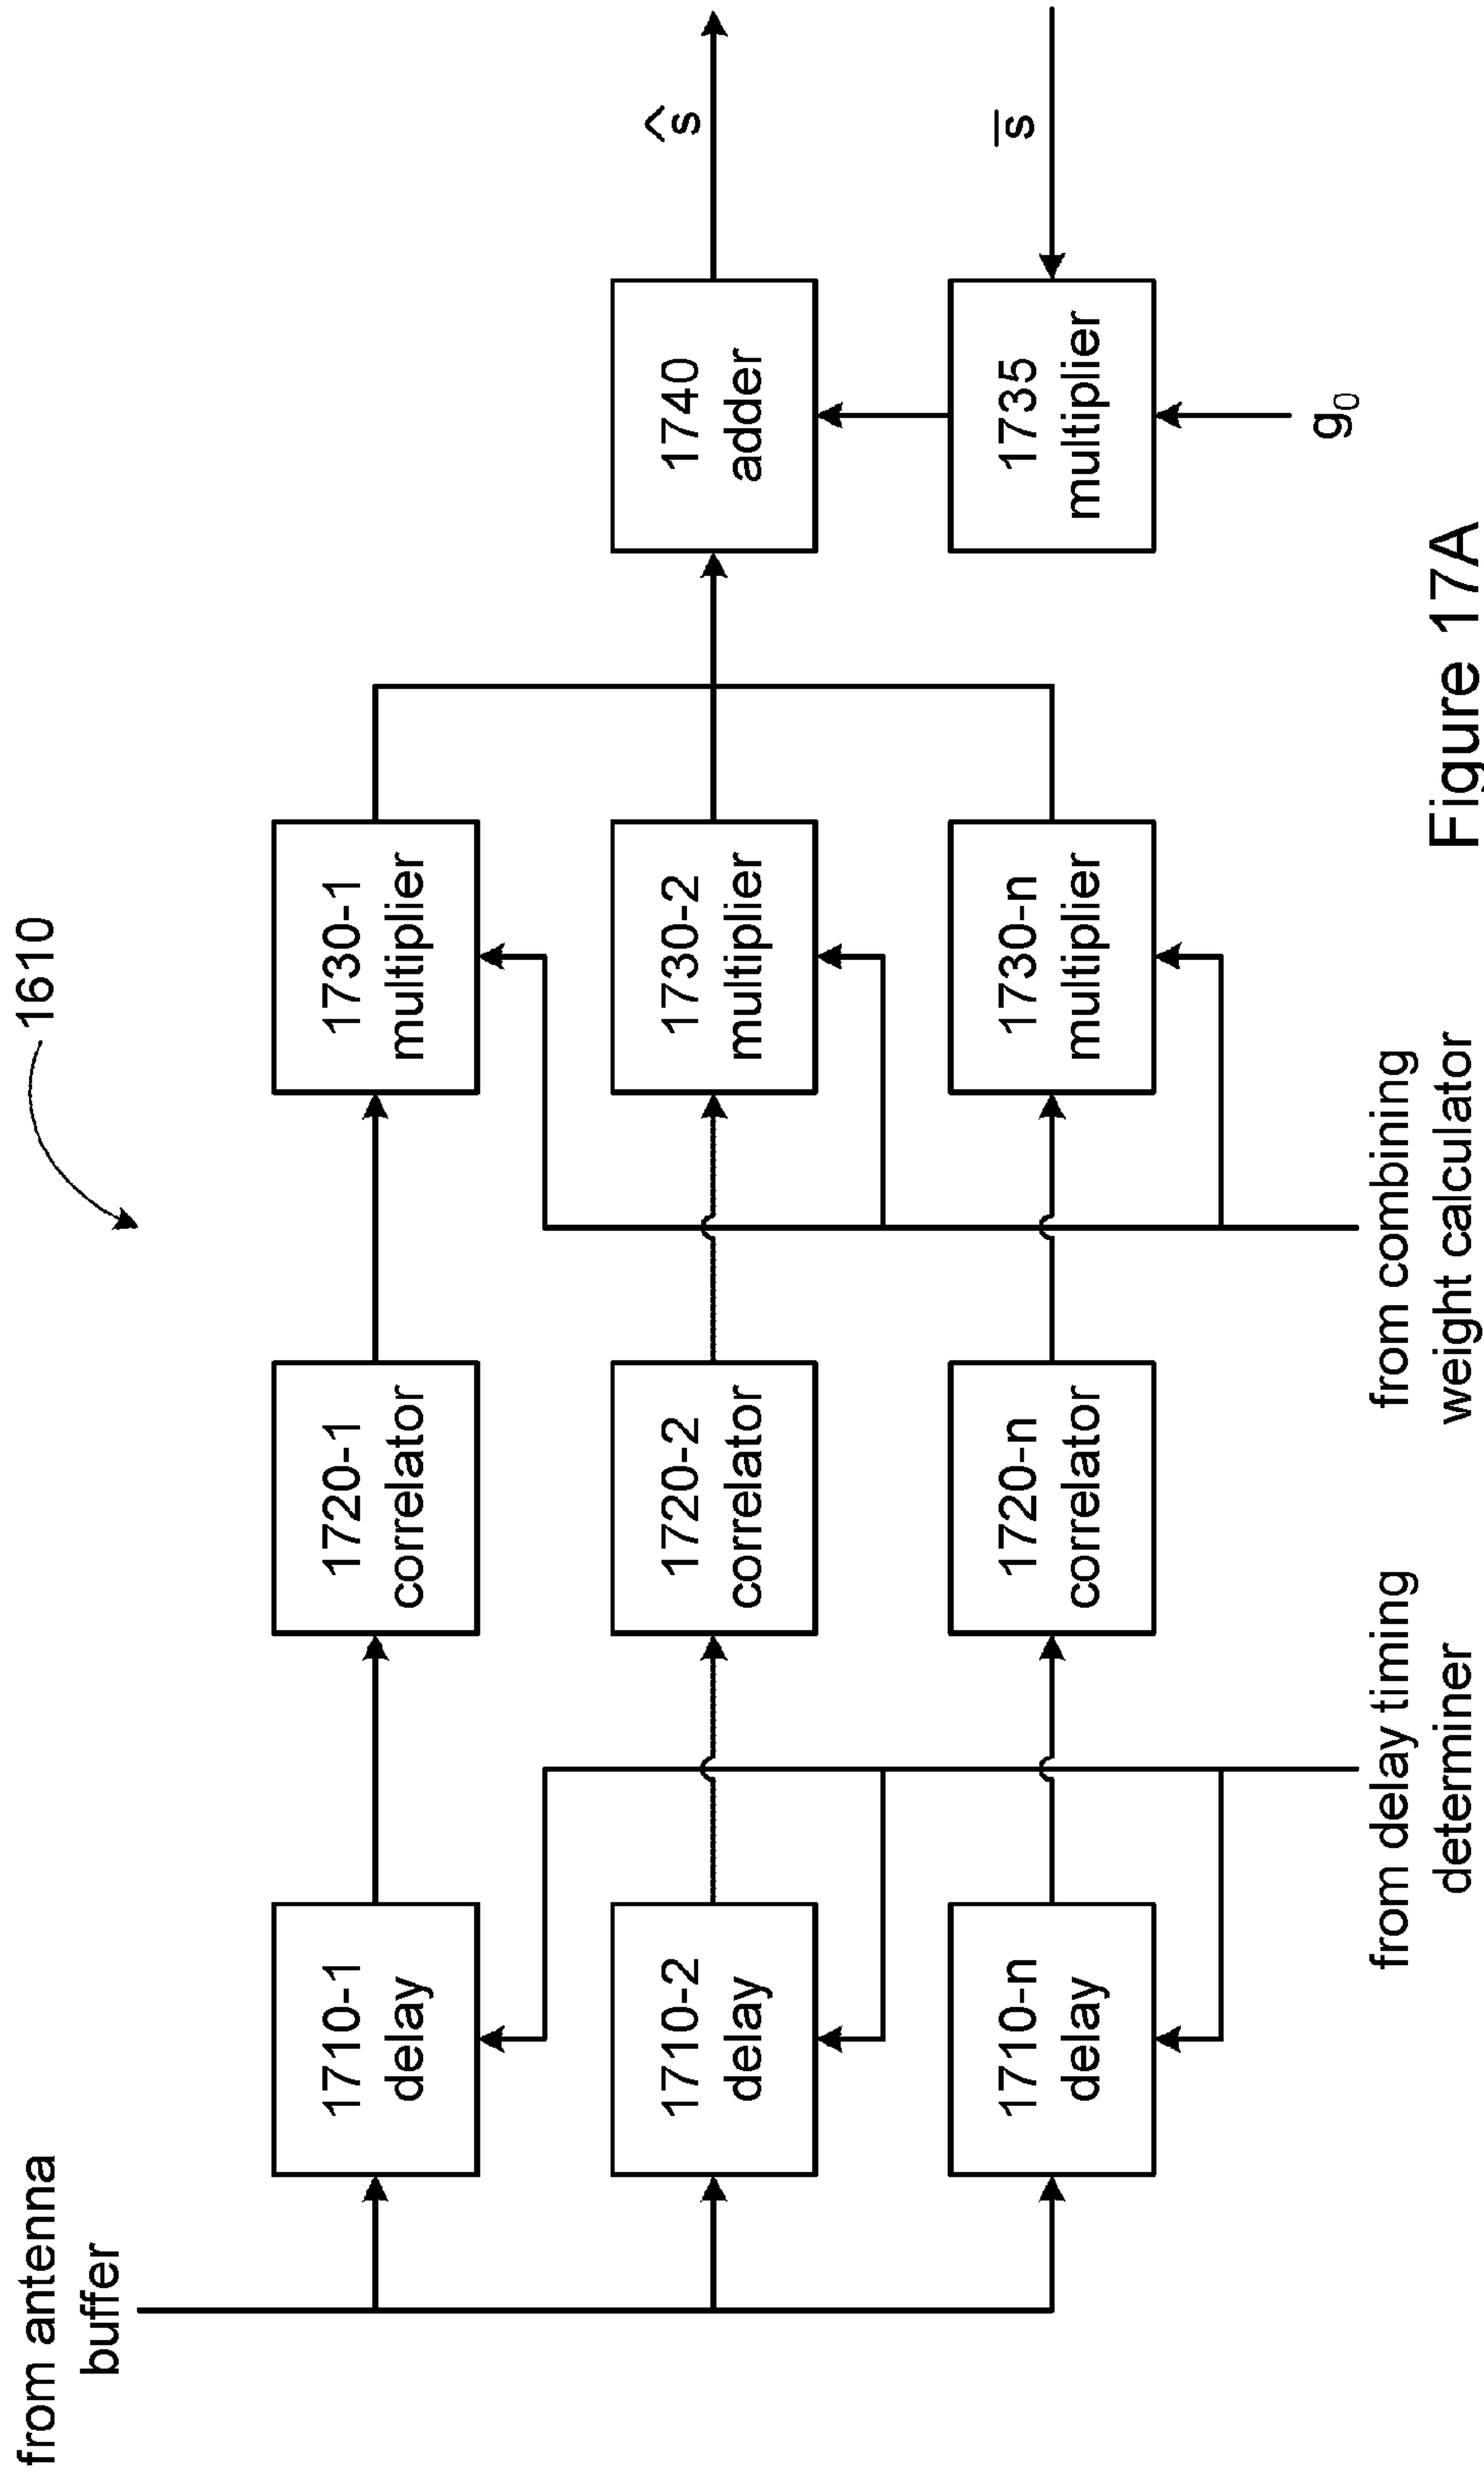 1610
from antenna
buffer
1710-1
delay
1720-1
correlator
1730-1
multiplier
1710-2
delay
1720-2
correlator
1730-2
multiplier
1740
adder
ŝ
1710-n
delay
1720-n
correlator
1730-n
multiplier
1735
multiplier
s̅
g₀
from delay timing
determiner
from combining
weight calculator
Figure 17A